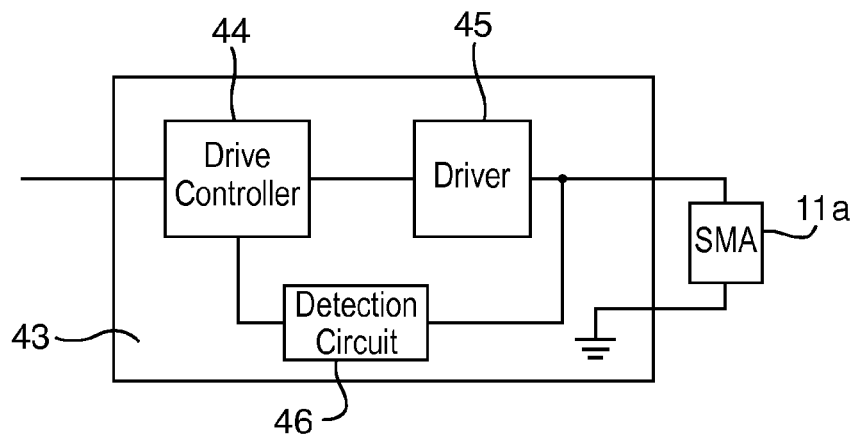 44
45
Drive
Controller
Driver
11a
SMA
Detection
Circuit
43
46